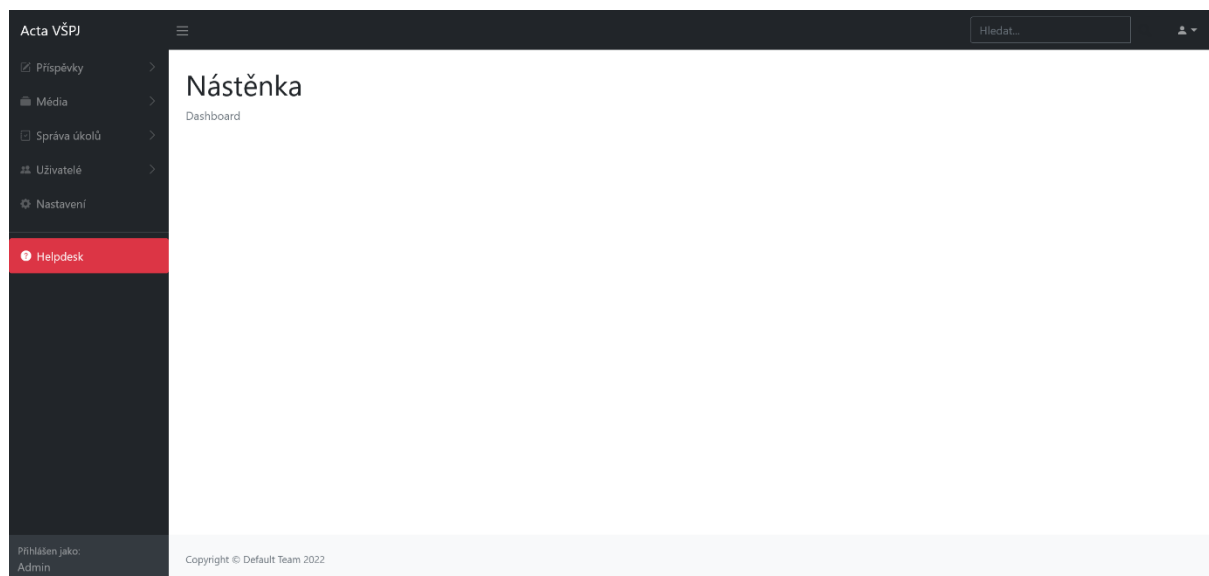 Acta VŠPJ
Hledat...
Příspěvky
Média
Správa úkolů
Uživatelé
Nastavení
Helpdesk
Přihlášen jako:
Admin
Nástěnka
Dashboard
Copyright © Default Team 2022